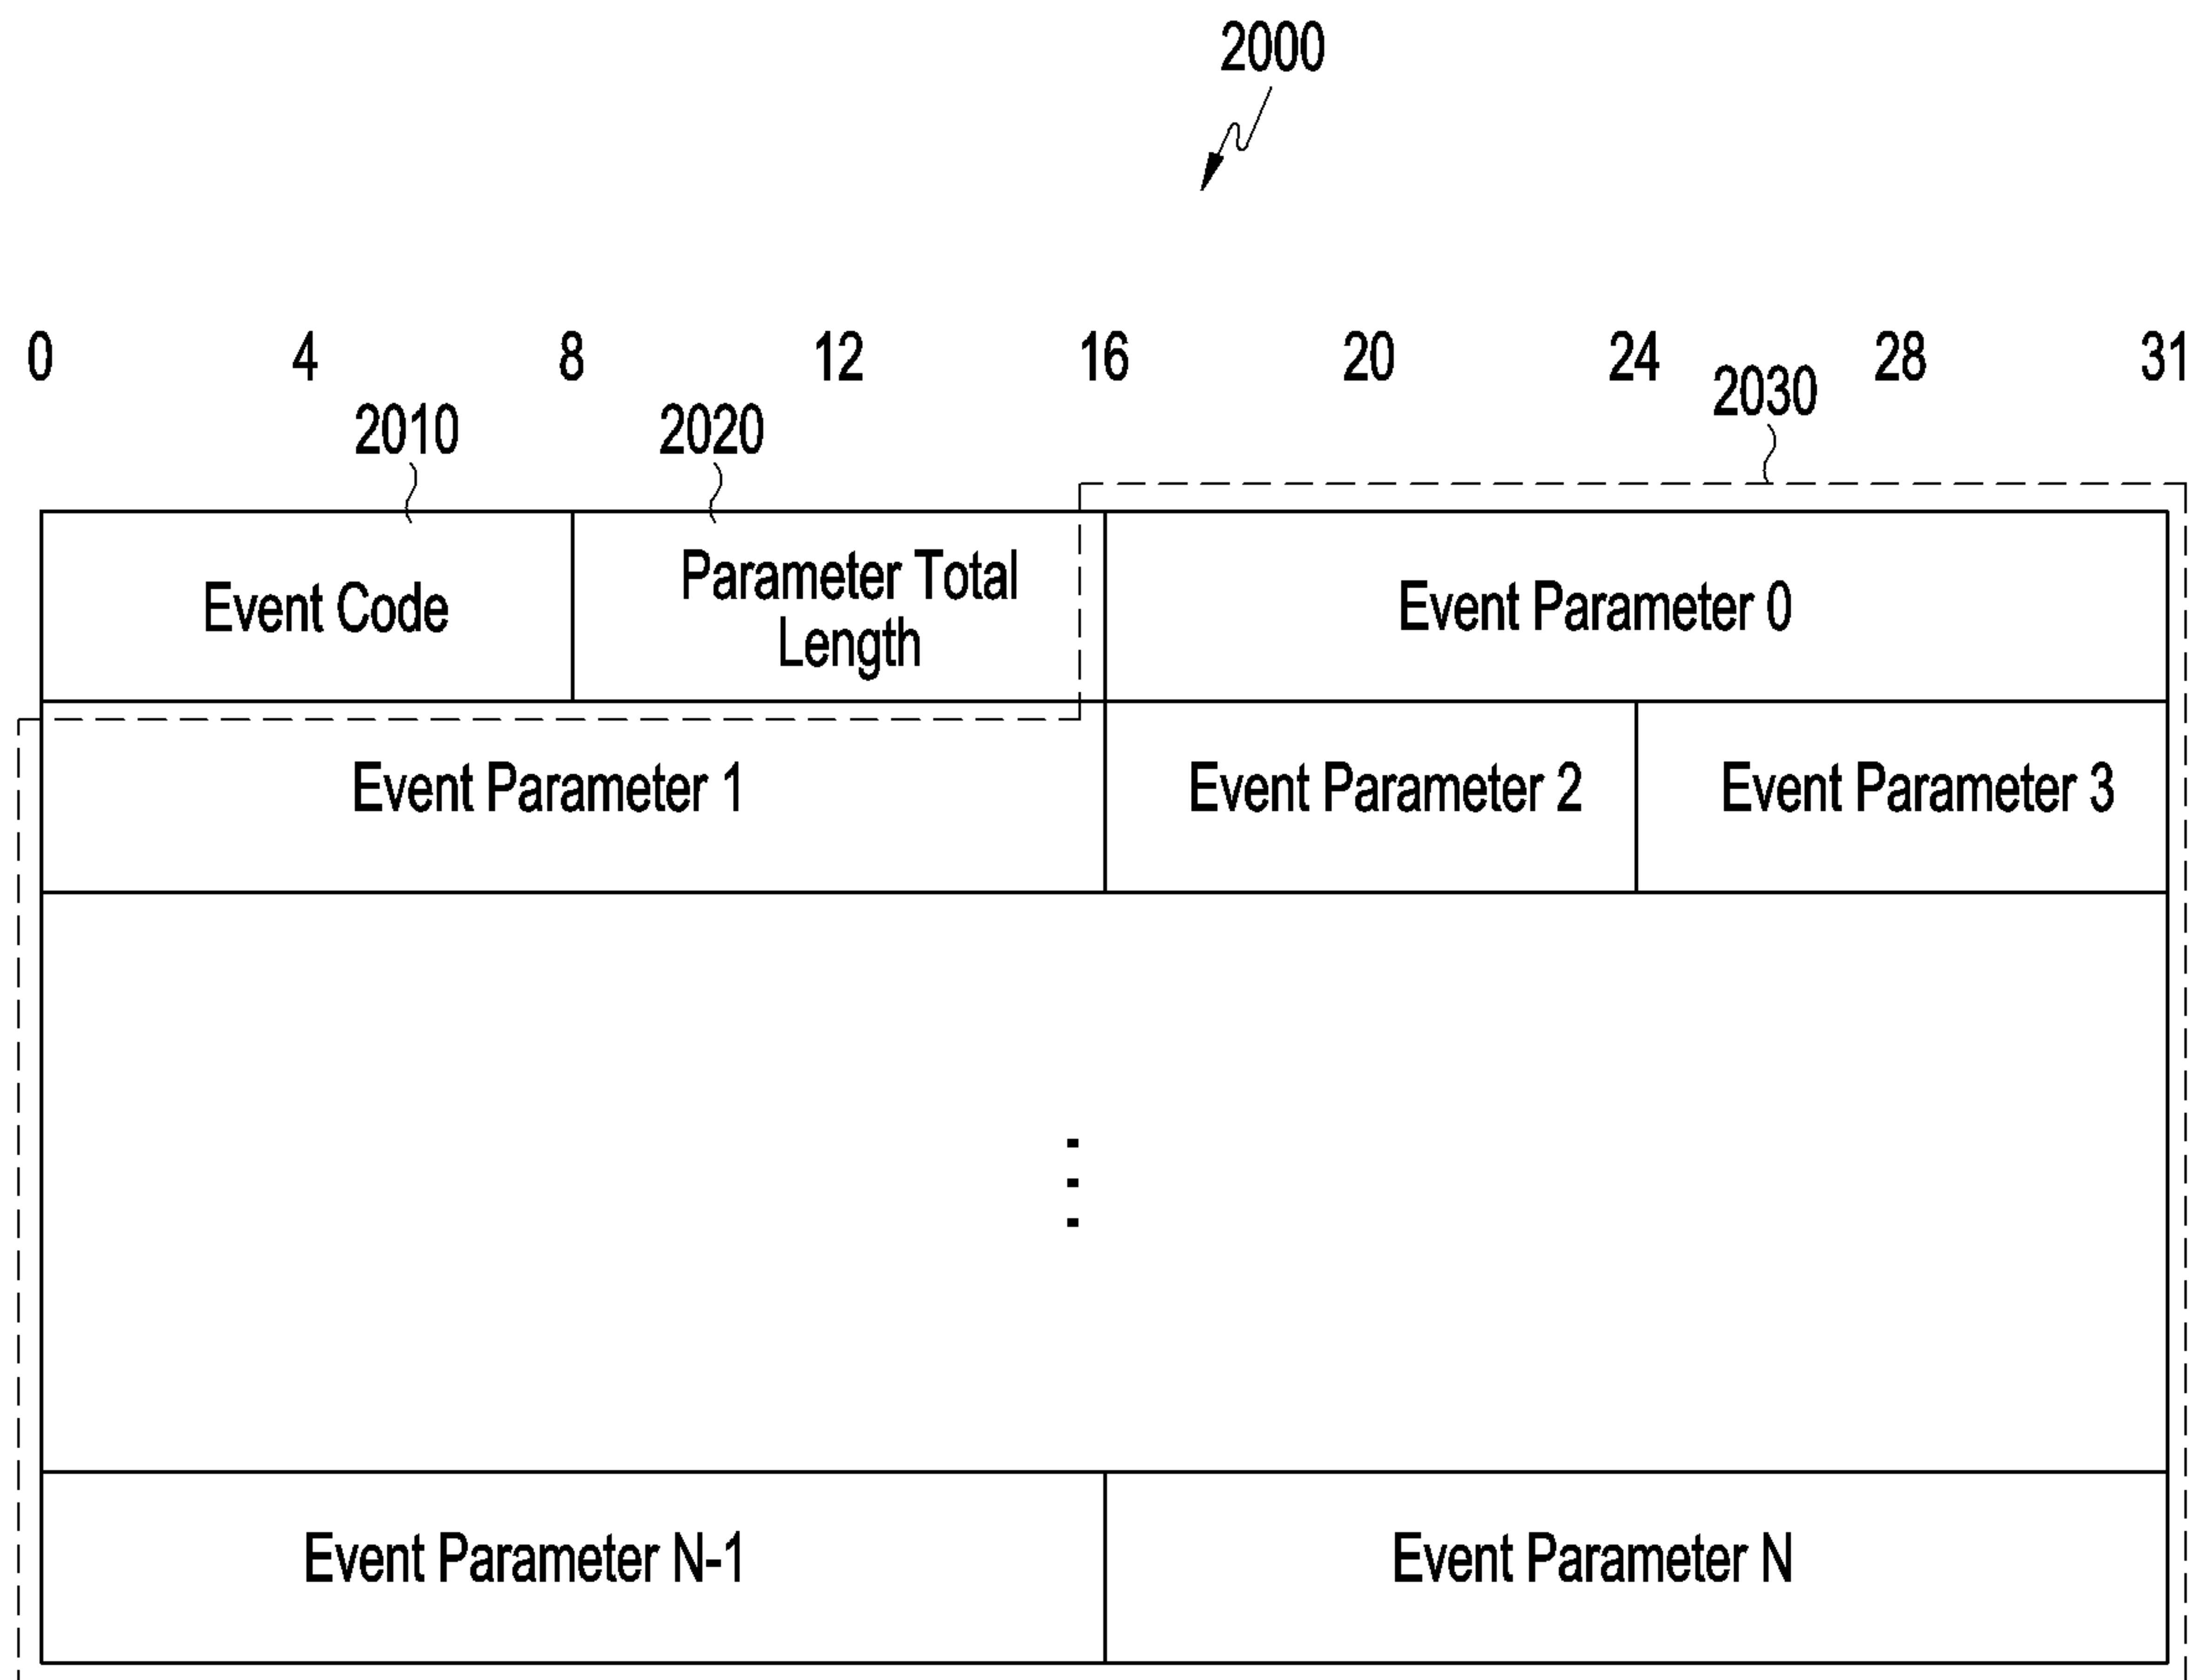 2000
0 4 8 12 16 20 24 28 31
2010 2020 2030
Event Code
Parameter Total
Length
Event Parameter 0
Event Parameter 1
Event Parameter 2
Event Parameter 3
Event Parameter N-1
Event Parameter N